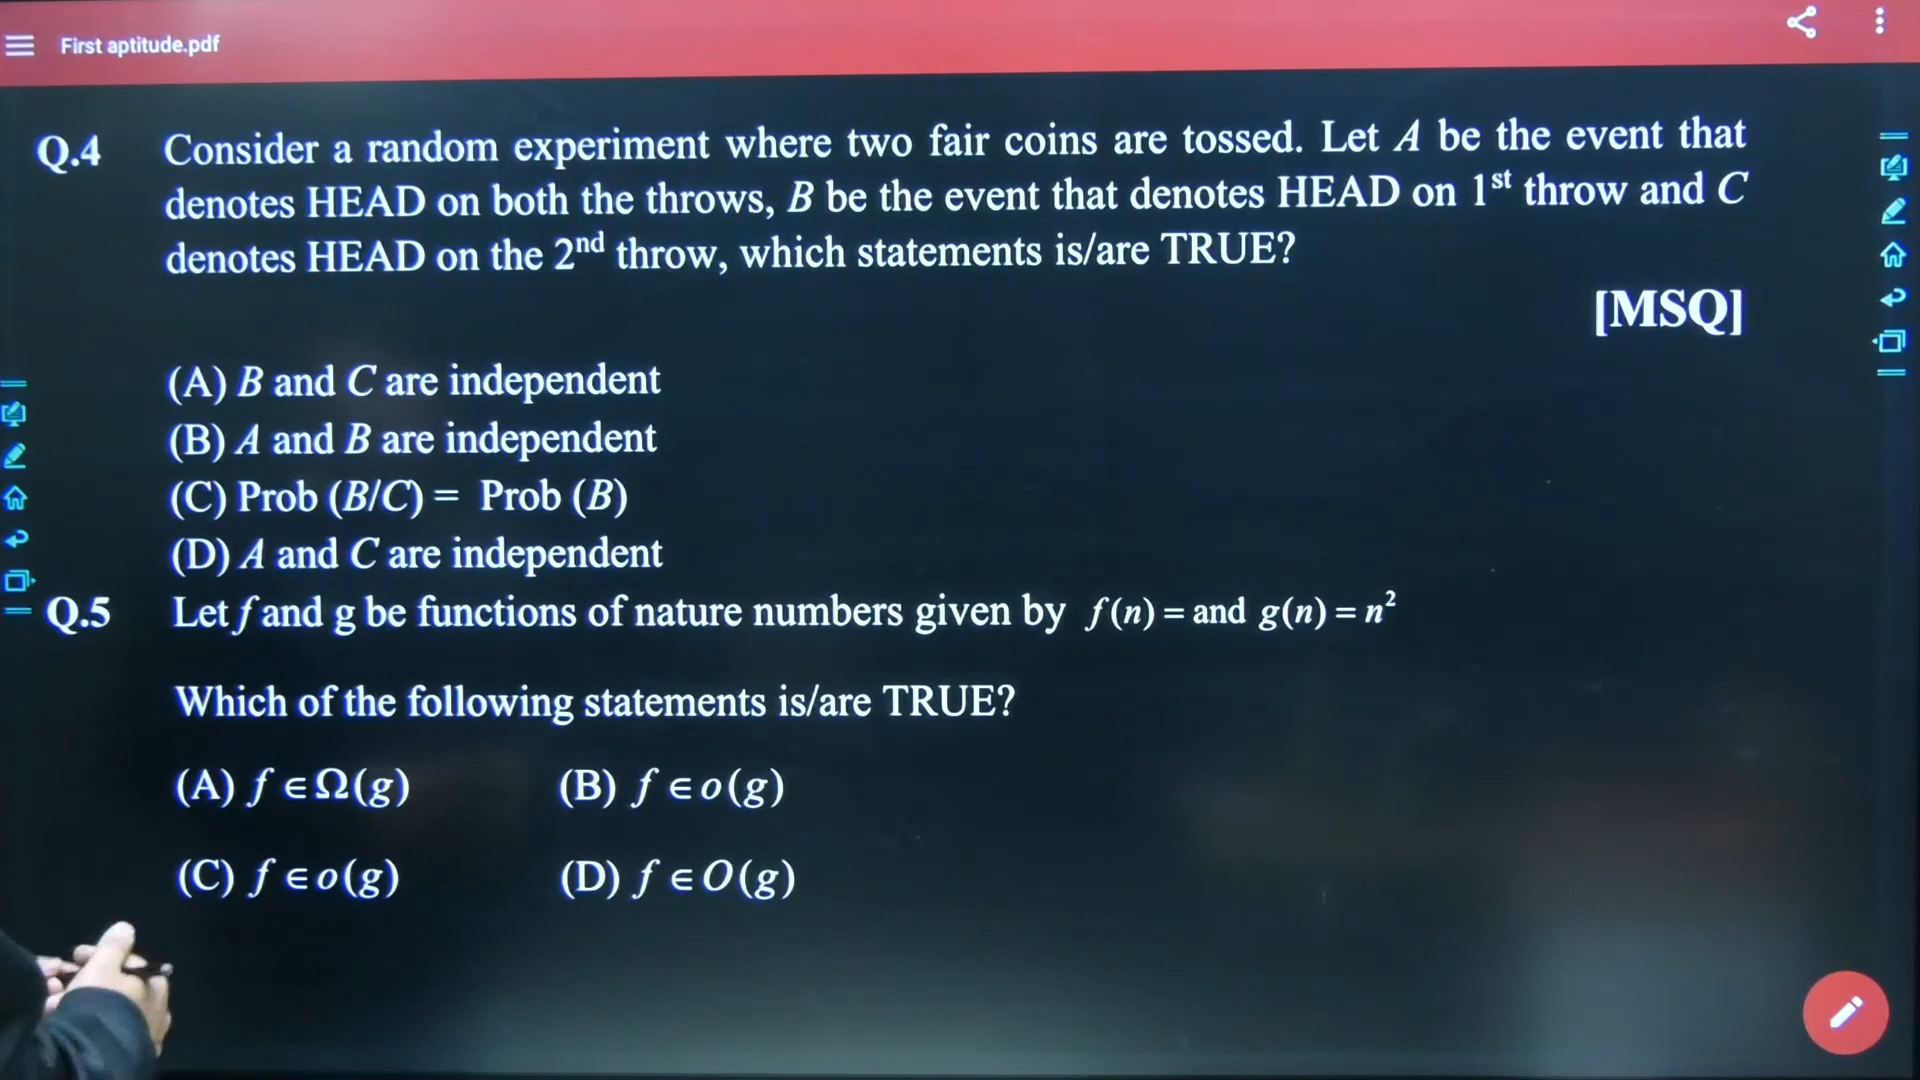 First aptitude.pdf
Q.4 Consider a random experiment where two fair coins are tossed. Let A be the event that
denotes HEAD on both the throws, B be the event that denotes HEAD on 1st throw and C
denotes HEAD on the 2nd throw, which statements is/are TRUE?
[MSQ]
(A) B and C are independent
(B) A and B are independent
(C) Prob (B/C) = Prob (B)
(D) A and C are independent
Q.5 Let f and g be functions of nature numbers given by f(n) = and g(n) = n²
Which of the following statements is/are TRUE?
(A) f ∈ Ω(g) (B) f ∈ o(g)
(C) f ∈ o(g) (D) f ∈ O(g)